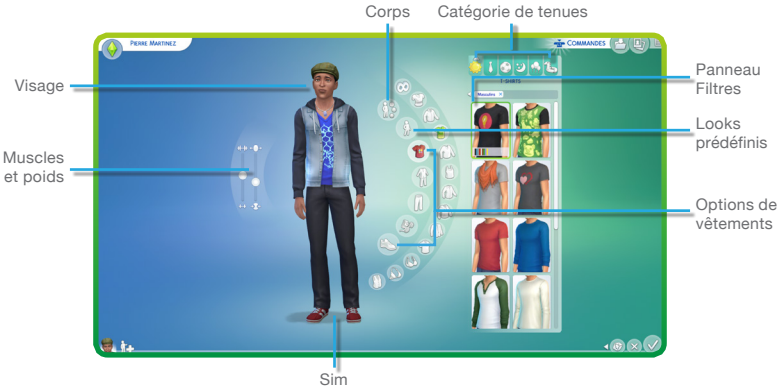 Corps
Catégorie de tenues
PIERRE MARTINEZ
COMMANDES
Visage
T-SHIRTS
Masculins
Panneau
Filtres
Looks
prédéfinis
Muscles
et poids
Options de
vêtements
Sim